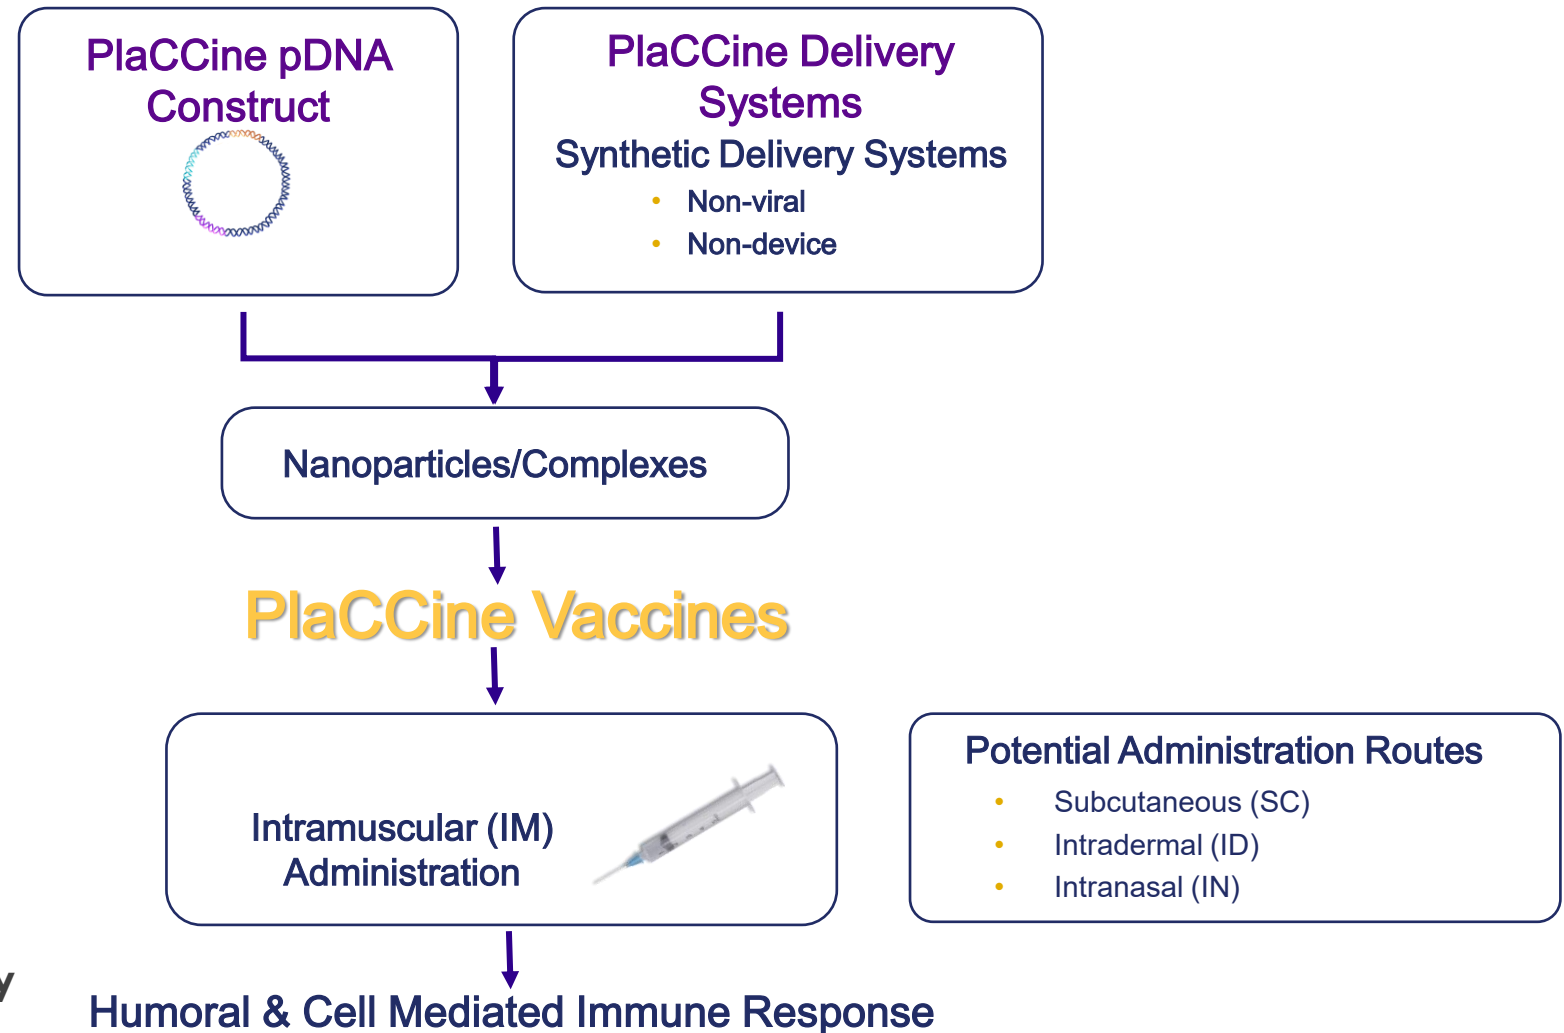 PlaCCine pDNA
Construct
PlaCCine Delivery
Systems
Synthetic Delivery Systems
• Non-viral
• Non-device
Nanoparticles/Complexes
PlaCCine Vaccines
Intramuscular (IM)
Administration
Potential Administration Routes
• Subcutaneous (SC)
• Intradermal (ID)
• Intranasal (IN)
y
Humoral & Cell Mediated Immune Response